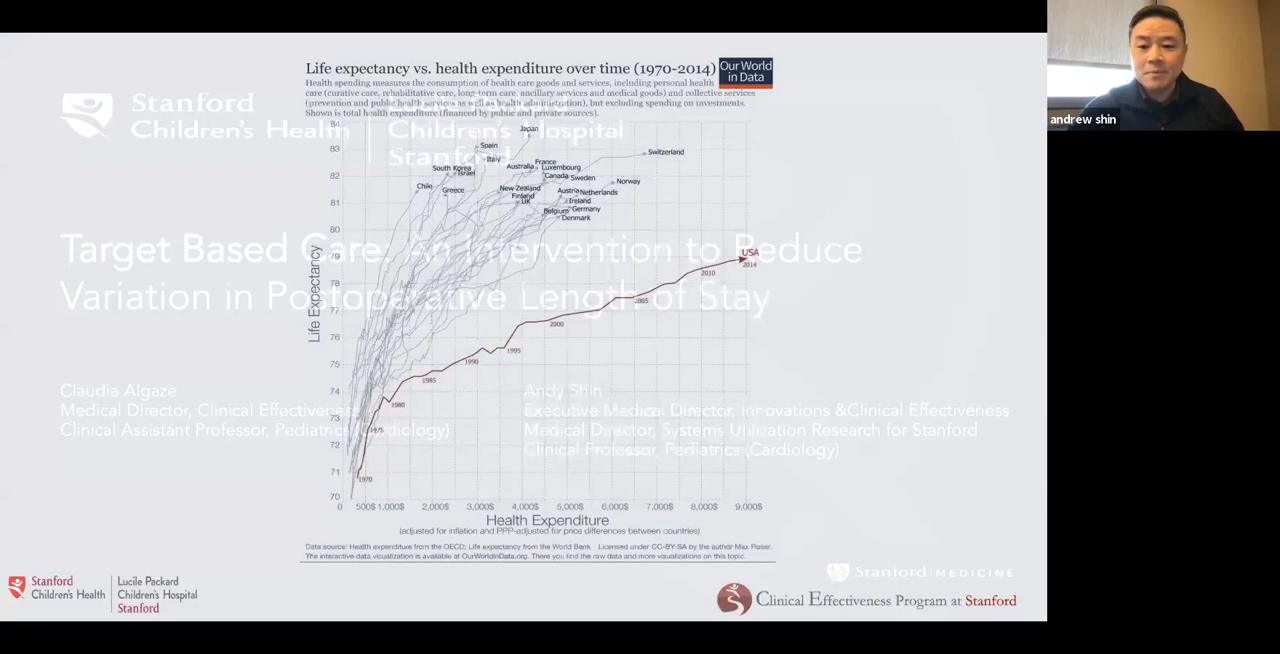 Life expectancy vs. health expenditure over time (1970-2014)
Our World
in Data
Health spending measures the consumption of health care goods and services, including personal health
care (curative care, rehabilitative care, long-term care, ancillary services and medical goods) and collective services
(prevention and public health services as well as health administration), but excluding spending on investments.
Shown is total health expenditure (financed by public and private sources).
andrew shin
Stanford
Children's Health
Lucile Packard
Children's Hospital
Stanford
84
83
82
81
80
79
78
77
76
75
74
73
72
71
70
Life Expectancy
Japan
Spain
Italy
Switzerland
South Korea
Israel
Australia
France
Luxembourg
Canada
Sweden
Norway
Chile
Greece
New Zealand
Finland
UK
Austria
Netherlands
Ireland
Belgium
Germany
Denmark
USA
2014
2010
2005
2000
1995
1990
1985
1980
1975
1970
Target Based Care: An Intervention to Reduce
Variation in Postoperative Length of Stay
Claudia Algaze
Medical Director, Clinical Effectiveness
Clinical Assistant Professor, Pediatrics (Cardiology)
Andy Shin
Executive Medical Director, Innovations &Clinical Effectiveness
Medical Director, Systems Utilization Research for Stanford
Clinical Professor, Pediatrics (Cardiology)
0 500$ 1,000$ 2,000$ 3,000$ 4,000$ 5,000$ 6,000$ 7,000$ 8,000$ 9,000$
Health Expenditure
(adjusted for inflation and PPP-adjusted for price differences between countries)
Data source: Health expenditure from the OECD; Life expectancy from the World Bank Licensed under CC-BY-SA by the author Max Roser.
The interactive data visualization is available at OurWorldinData.org. There you find the raw data and more visualizations on this topic.
Stanford MEDICINE
Stanford
Children's Health
Lucile Packard
Children's Hospital
Stanford
Clinical Effectiveness Program at Stanford